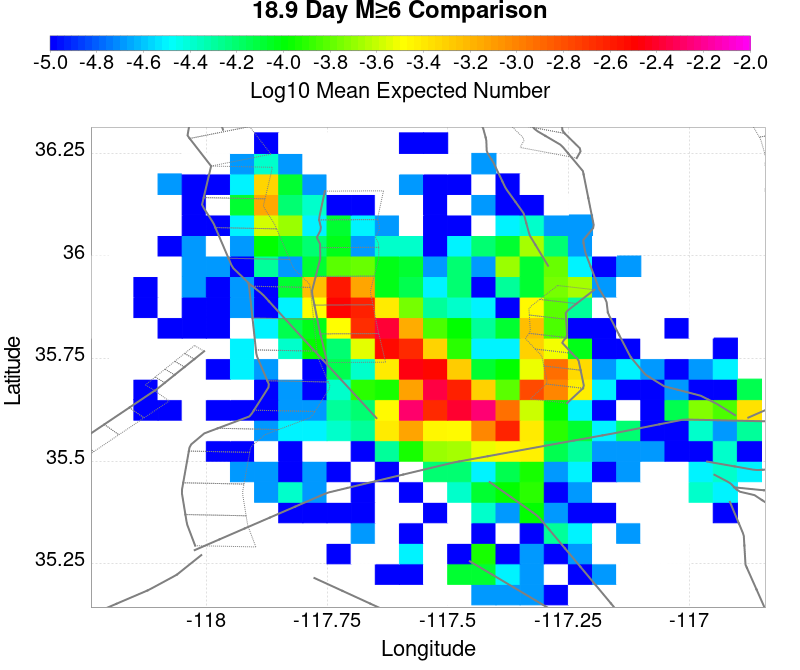 18.9 Day M≥6 Comparison
-5.0 -4.8 -4.6 -4.4 -4.2 -4.0 -3.8 -3.6 -3.4 -3.2 -3.0 -2.8 -2.6 -2.4 -2.2 -2.0
Log10 Mean Expected Number
36.25
36
35.75
35.5
35.25
Latitude
-118 -117.75 -117.5 -117.25 -117
Longitude